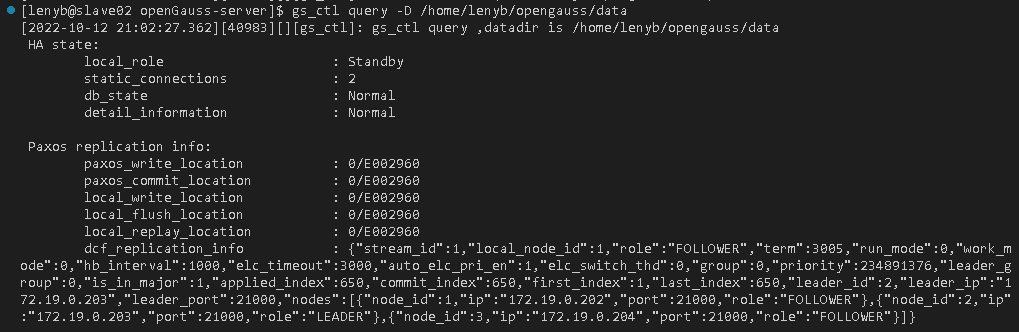 [lenyb@slave02 openGauss-server]$ gs_ctl query -D /home/lenyb/opengauss/data
[2022-10-12 21:02:27.362][40983][][gs_ctl]: gs_ctl query ,datadir is /home/lenyb/opengauss/data
HA state:
local_role : Standby
static_connections : 2
db_state : Normal
detail_information : Normal
Paxos replication info:
paxos_write_location : 0/E002960
paxos_commit_location : 0/E002960
local_write_location : 0/E002960
local_flush_location : 0/E002960
local_replay_location : 0/E002960
dcf_replication_info : {"stream_id":1,"local_node_id":1,"role":"FOLLOWER","term":3005,"run_mode":0,"work_m
ode":0,"hb_interval":1000,"elc_timeout":3000,"auto_elc_pri_en":1,"elc_switch_thd":0,"group":0,"priority":234891376,"leader_g
roup":0,"is_in_major":1,"applied_index":650,"commit_index":650,"first_index":1,"last_index":650,"leader_id":2,"leader_ip":"1
72.19.0.203","leader_port":21000,"nodes":[{"node_id":1,"ip":"172.19.0.202","port":21000,"role":"FOLLOWER"},{"node_id":2,"ip"
:"172.19.0.203","port":21000,"role":"LEADER"},{"node_id":3,"ip":"172.19.0.204","port":21000,"role":"FOLLOWER"}]}